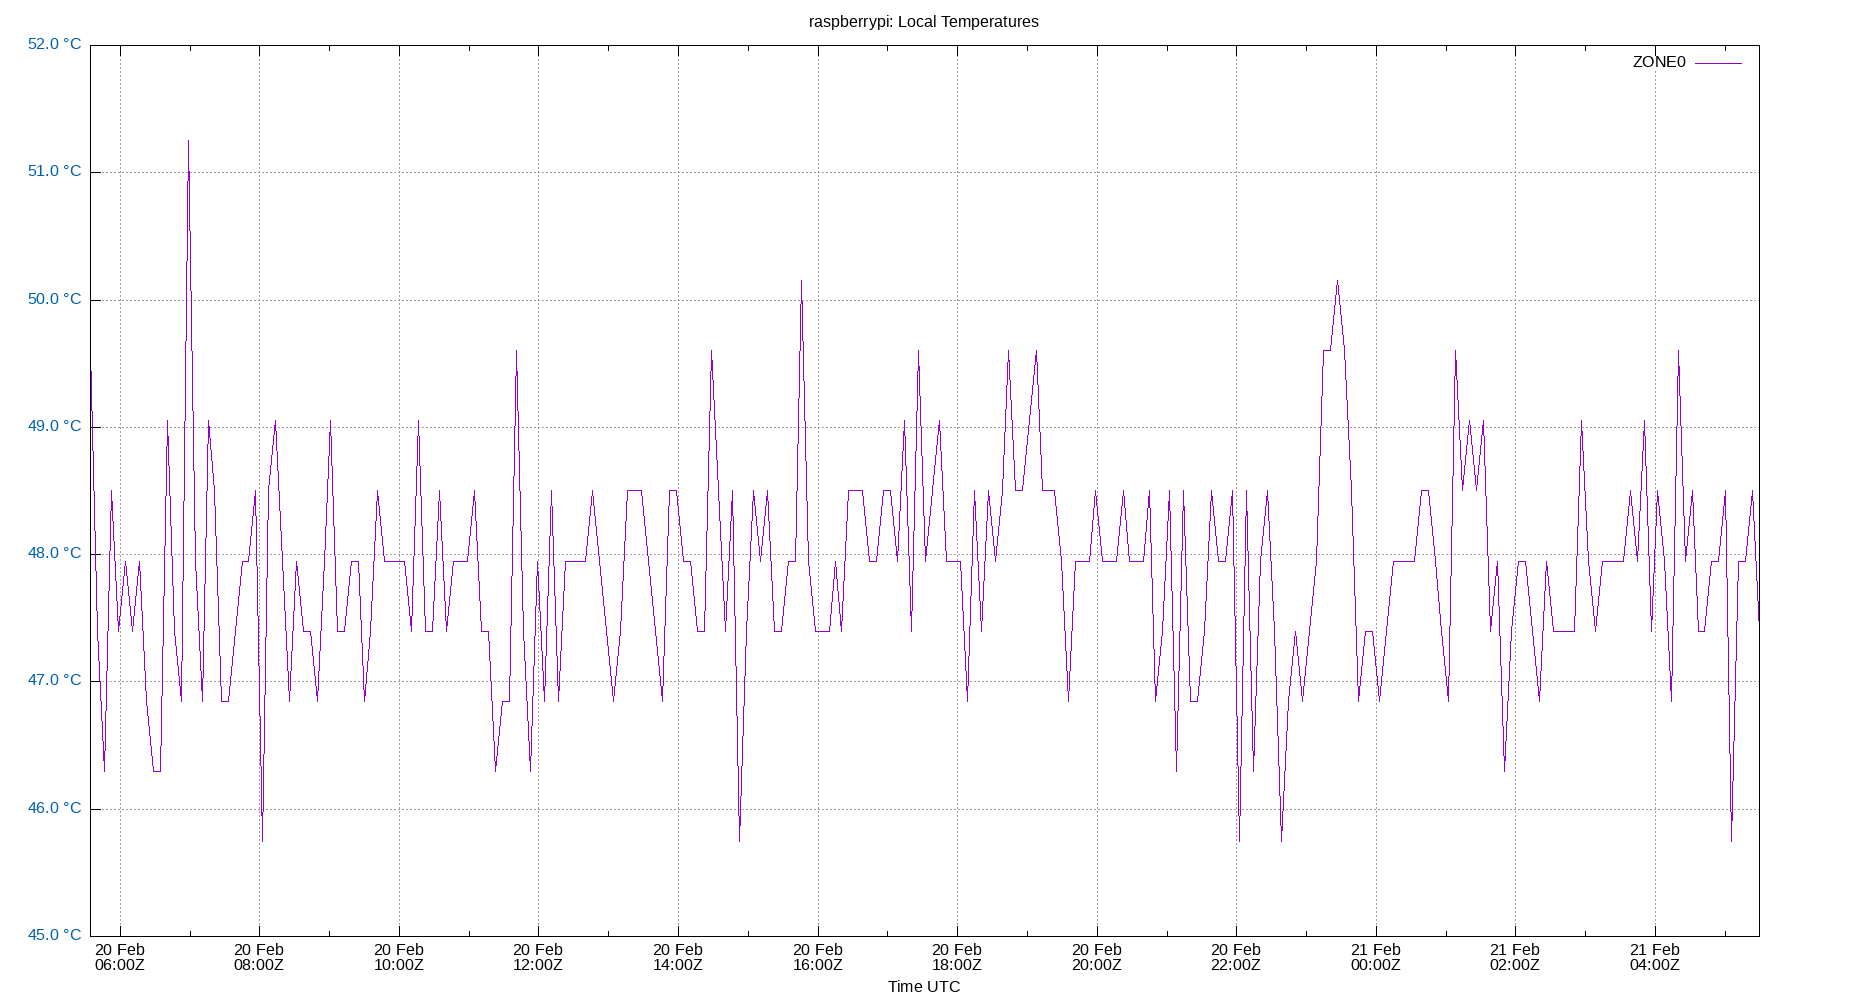 raspberrypi: Local Temperatures
52.0 °C
ZONE0
51.0 °C
50.0 °C
49.0 °C
48.0 °C
47.0 °C
46.0 °C
45.0 °C
20 Feb 20 Feb 20 Feb 20 Feb 20 Feb 20 Feb 20 Feb 20 Feb 20 Feb 21 Feb 21 Feb 21 Feb
06:00Z 08:00Z 10:00Z 12:00Z 14:00Z 16:00Z 18:00Z 20:00Z 22:00Z 00:00Z 02:00Z 04:00Z
Time UTC